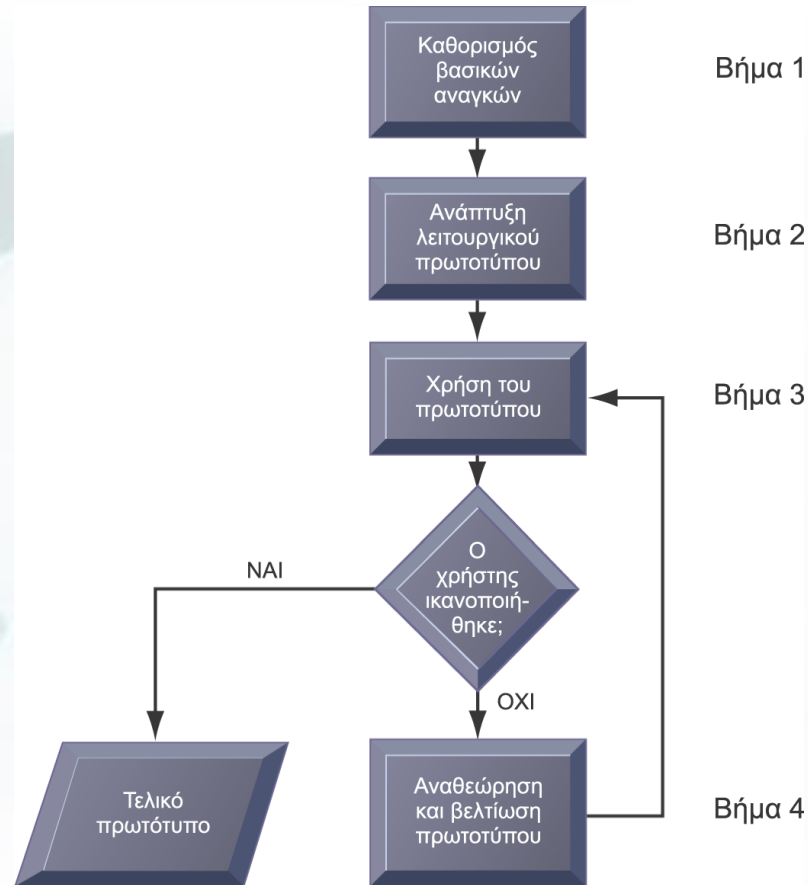 Καθορισμός
βασικών
αναγκών
Βήμα 1
Ανάπτυξη
λειτουργικού
πρωτοτύπου
Βήμα 2
Χρήση του
πρωτοτύπου
Βήμα 3
Ο
χρήστης
ικανοποιή-
θηκε;
ΝΑΙ
ΟΧΙ
Τελικό
πρωτότυπο
Αναθεώρηση
και βελτίωση
πρωτοτύπου
Βήμα 4